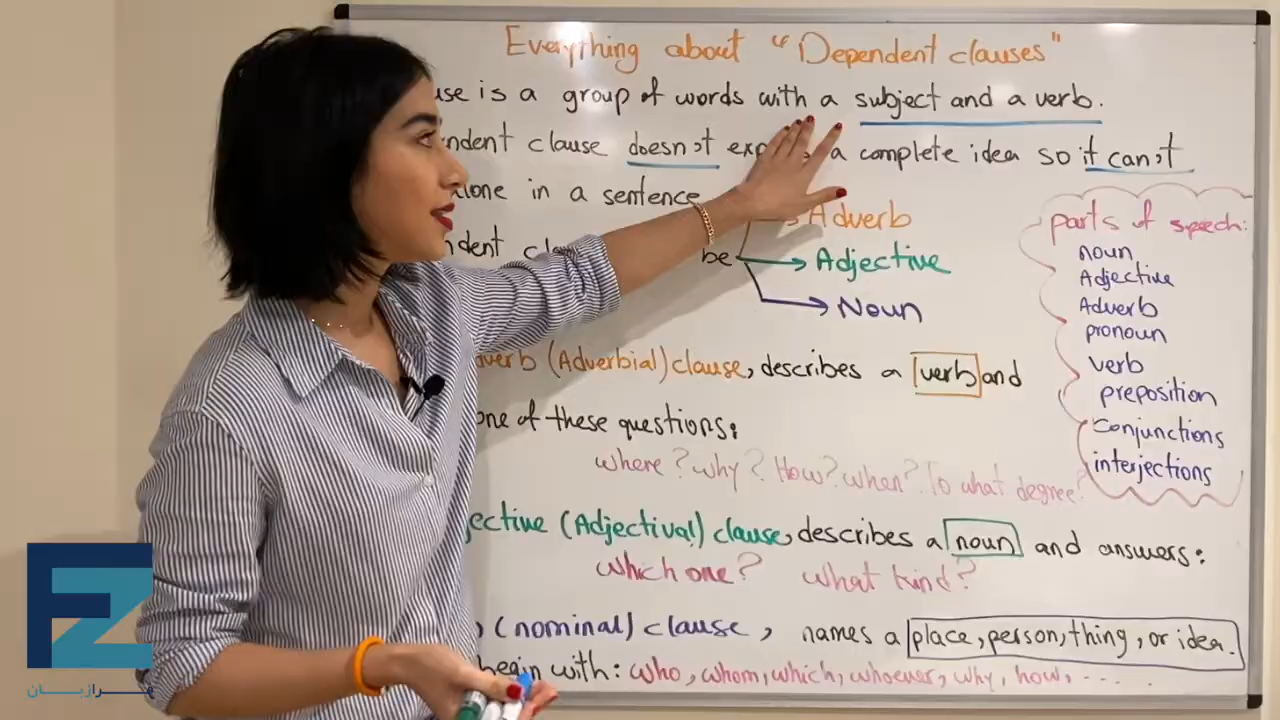 Everything about "Dependent clauses"
use is a group of words with a subject and a verb.
ndent clause doesn't exp a complete idea so it can't
alone in a sentence
ndent cl be
Adverb
Adjective
Noun
parts of speech:
noun
Adjective
Adverb
pronoun
verb
preposition
Conjunctions
interjections
verb (Adverbial) clause, describes a verb and
one of these questions:
where? why? How? when? To what degree?
jective (Adjectival) clause, describes a noun and answers:
which one? what kind?
(nominal) clause, names a place, person, thing, or idea.
begin with: who, whom, which, whoever, why, how, ....
FZ